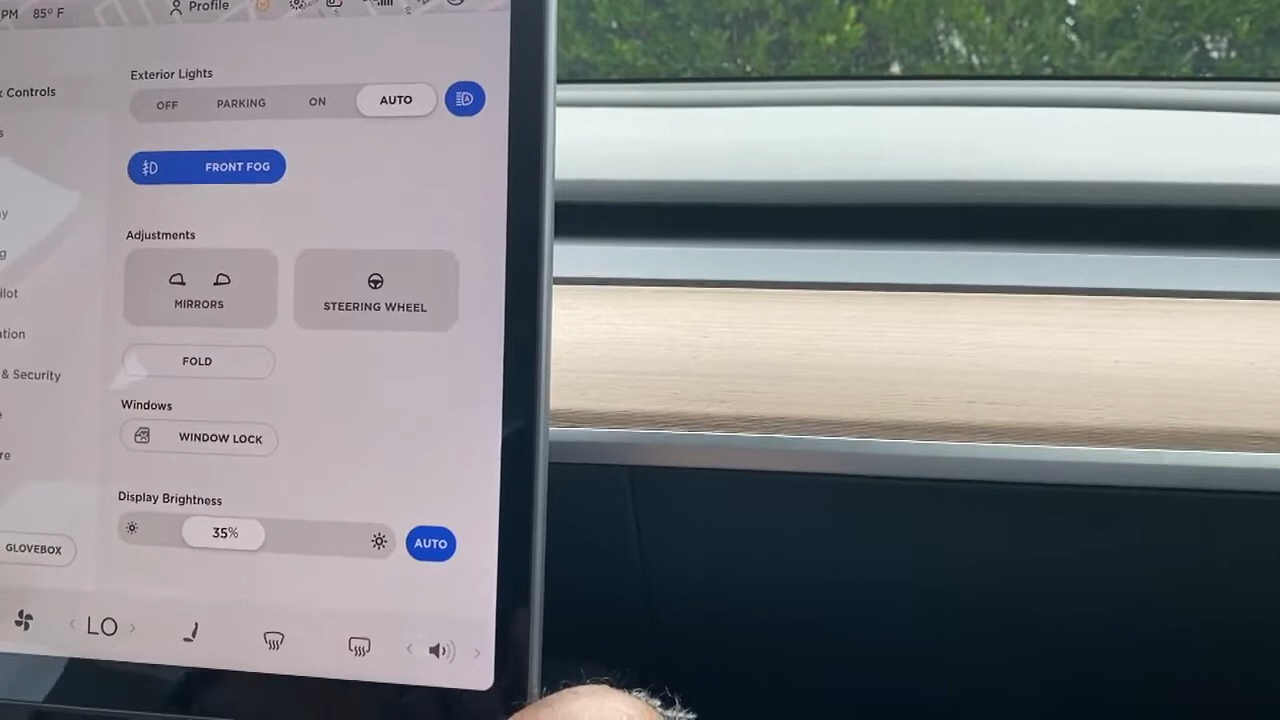 PM 85° F Profile
Exterior Lights
Controls
OFF PARKING ON AUTO
FRONT FOG
Adjustments
MIRRORS STEERING WHEEL
FOLD
& Security
Windows
WINDOW LOCK
Display Brightness
35% AUTO
GLOVEBOX
LO